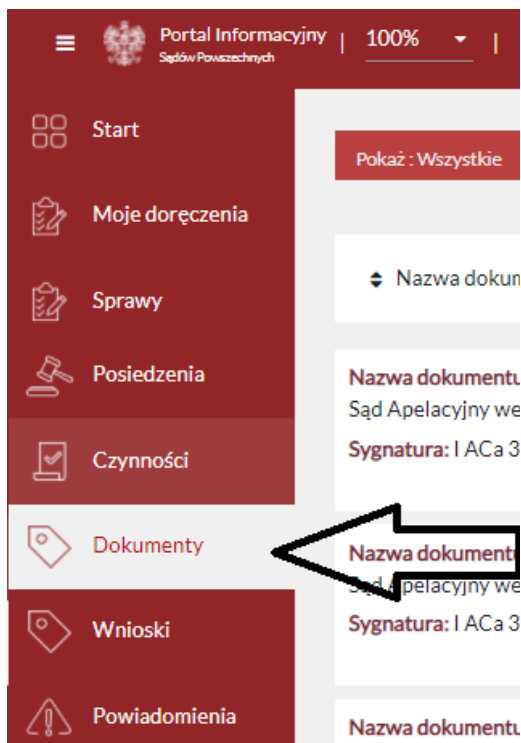 Portal Informacyjny | 100% |
Sądów Powszechnych
Start
Pokaż : Wszystkie
Moje doręczenia
Nazwa
Sprawy
Posiedzenia
Nazwa dokumentu
Sąd Apelacyjny we
Czynności
Sygnatura: I ACa 3
Dokumenty
Nazwa dokumentu
Sąd Apelacyjny we
Wnioski
Sygnatura: I ACa 3
Powiadomienia
Nazwa dokumentu